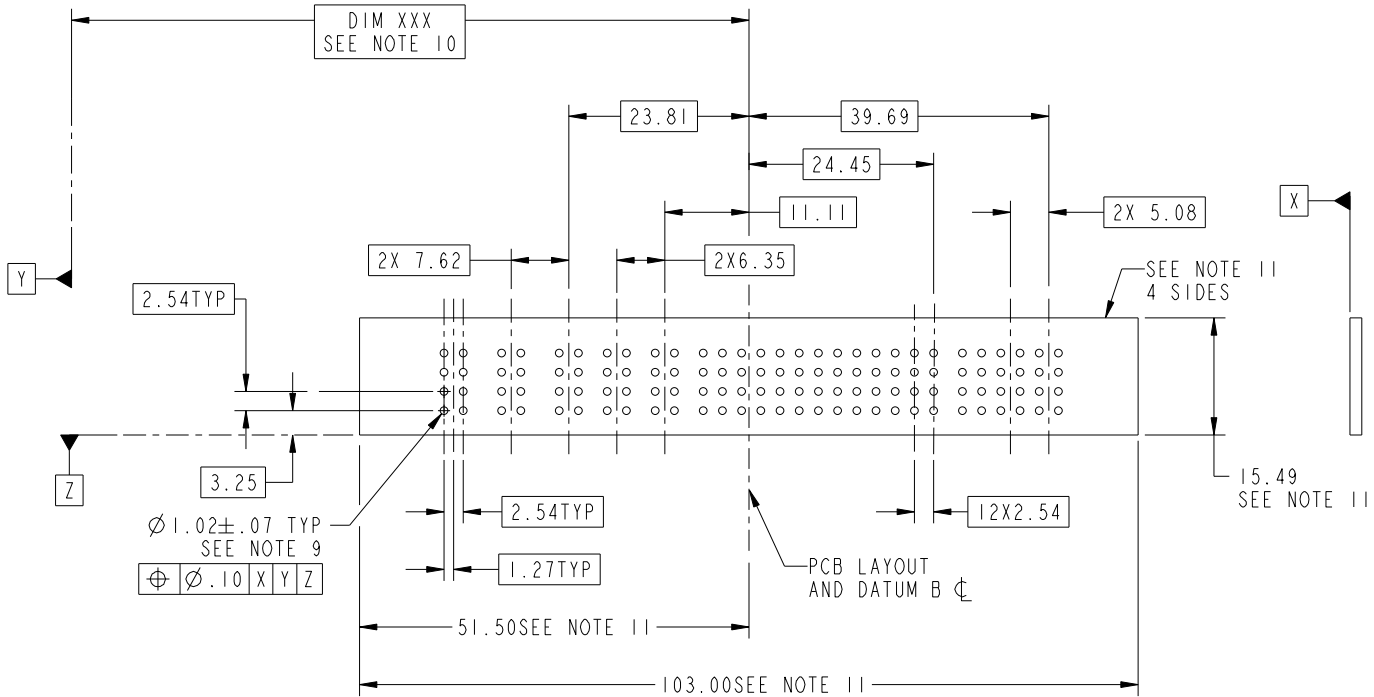 DIM XXX
SEE NOTE 10
23.81
39.69
24.45
X
11.11
2X 5.08
2X 7.62
2X6.35
Y
SEE NOTE 11
4 SIDES
2.54TYP
Z
3.25
15.49
SEE NOTE 11
2.54TYP
12X2.54
Ø1.02±.07 TYP
SEE NOTE 9
⌖ Ø.10 X Y Z
1.27TYP
PCB LAYOUT
AND DATUM B ℄
51.50SEE NOTE 11
103.00SEE NOTE 11